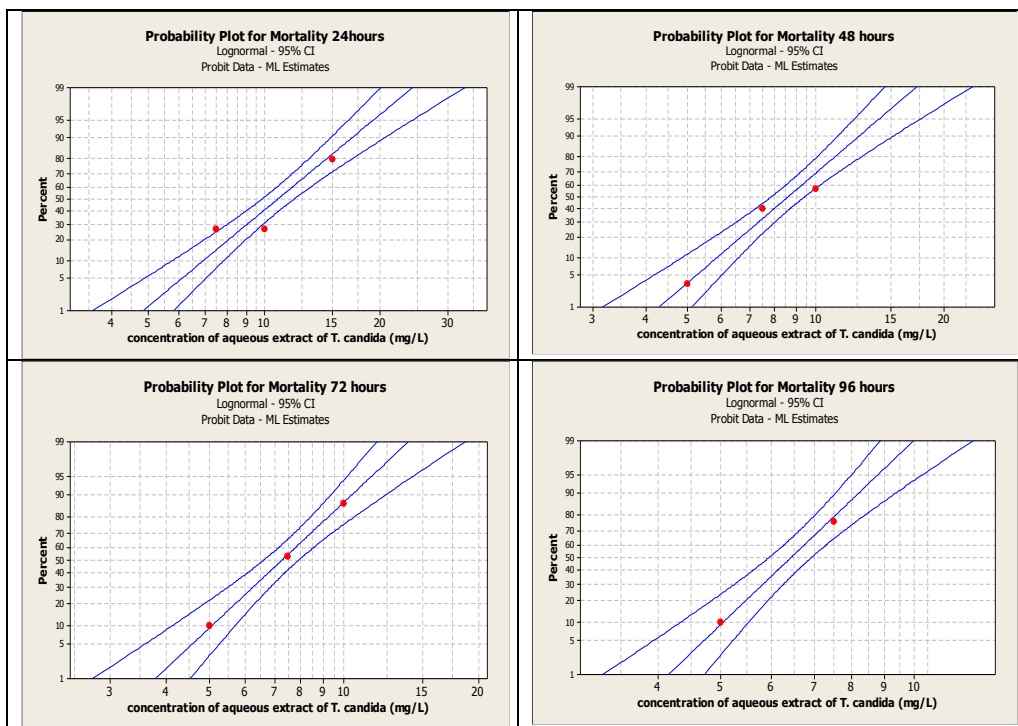 Probability Plot for Mortality 24hours
Lognormal - 95% CI
Probit Data - ML Estimates
99
95
90
80
70
60
50
40
30
20
10
5
1
Percent
4 5 6 7 8 9 10 15 20 30
concentration of aqueous extract of T. candida (mg/L)
Probability Plot for Mortality 48 hours
Lognormal - 95% CI
Probit Data - ML Estimates
99
95
90
80
70
60
50
40
30
20
10
5
1
Percent
3 4 5 6 7 8 9 10 15 20
concentration of aqueous extract of T. candida (mg/L)
Probability Plot for Mortality 72 hours
Lognormal - 95% CI
Probit Data - ML Estimates
99
95
90
80
70
60
50
40
30
20
10
5
1
Percent
3 4 5 6 7 8 9 10 15 20
concentration of aqueous extract of T. candida (mg/L)
Probability Plot for Mortality 96 hours
Lognormal - 95% CI
Probit Data - ML Estimates
99
95
90
80
70
60
50
40
30
20
10
5
1
Percent
4 5 6 7 8 9 10
concentration of aqueous extract of T. candida (mg/L)